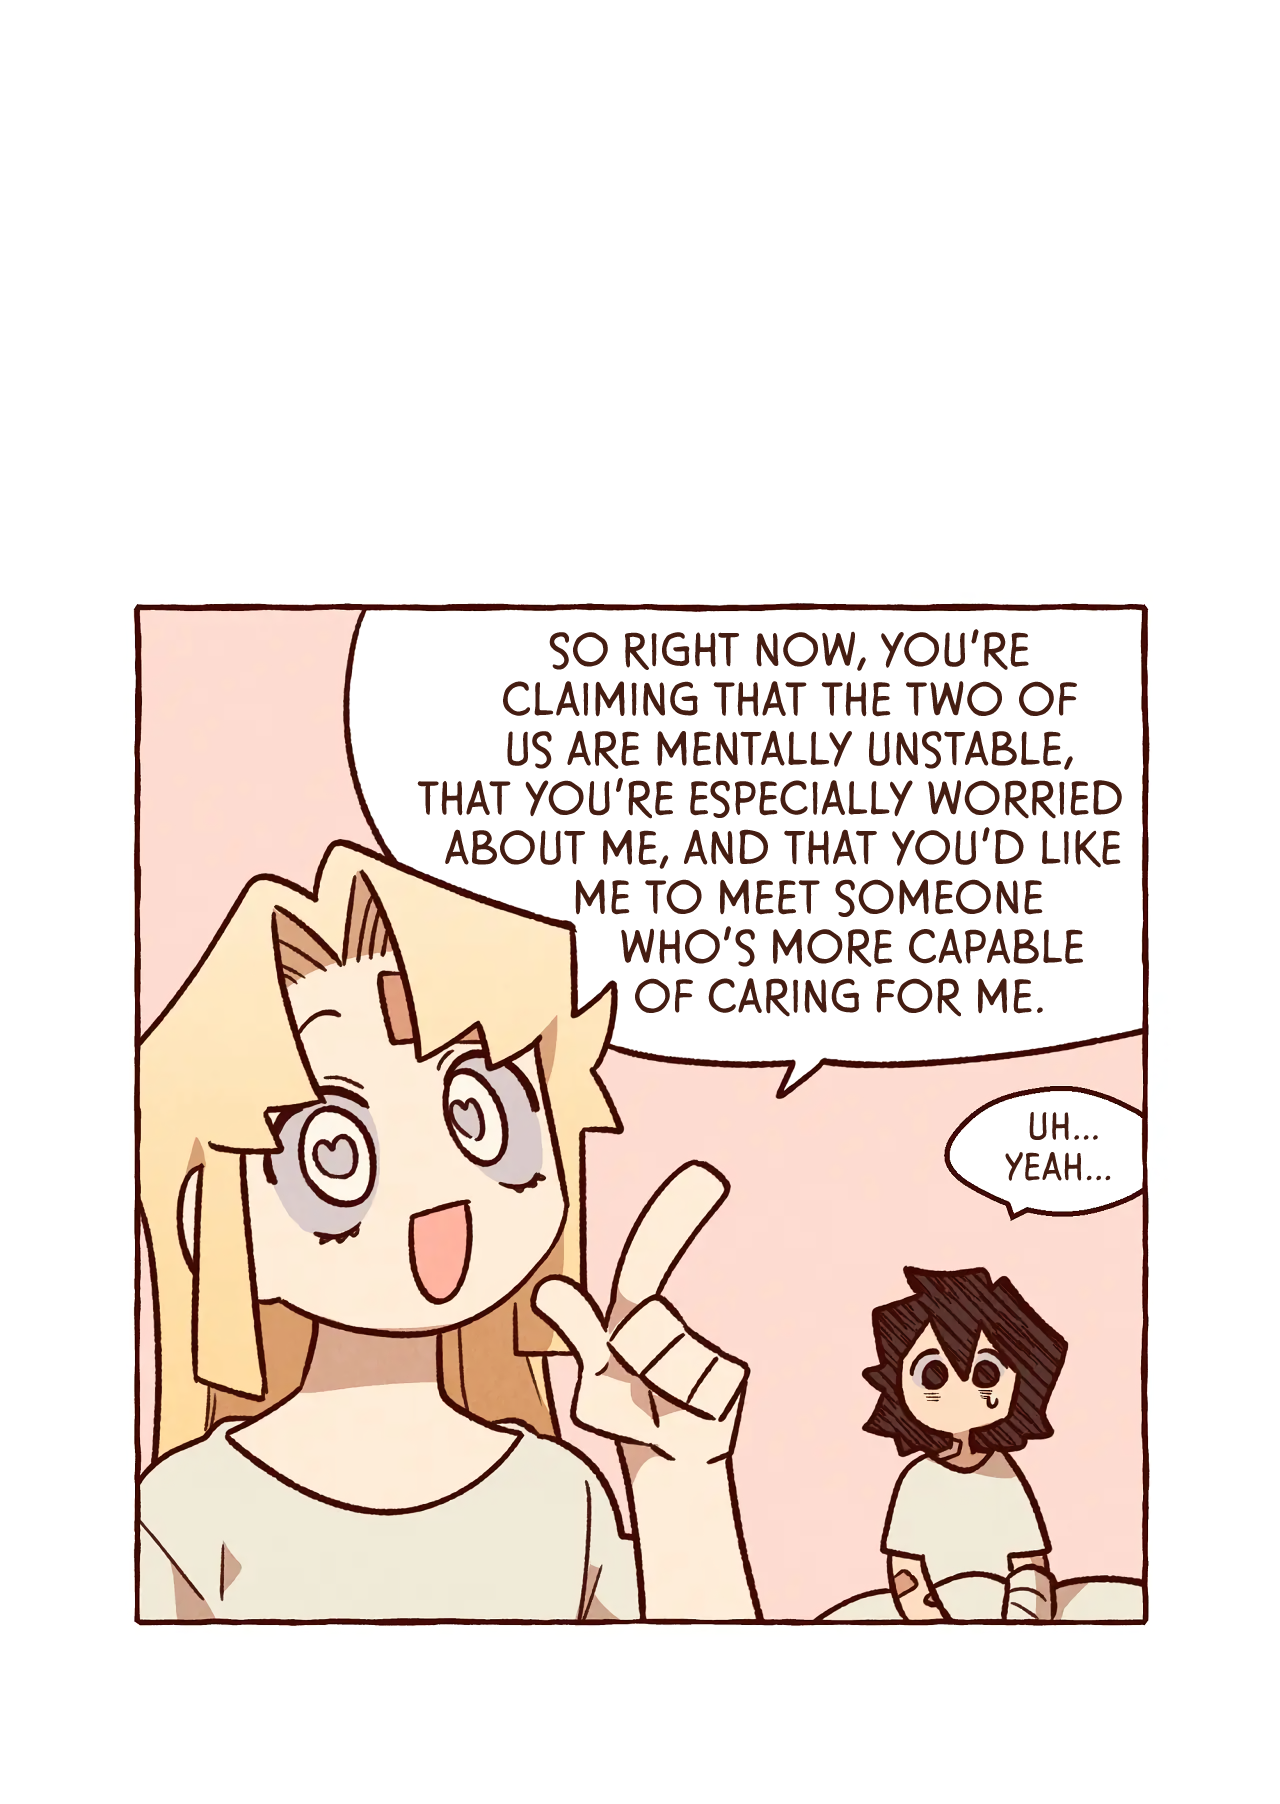 SO RIGHT NOW, YOU'RE
CLAIMING THAT THE TWO OF
US ARE MENTALLY UNSTABLE,
THAT YOU'RE ESPECIALLY WORRIED
ABOUT ME, AND THAT YOU'D LIKE
ME TO MEET SOMEONE
WHO'S MORE CAPABLE
OF CARING FOR ME.
UH...
YEAH...